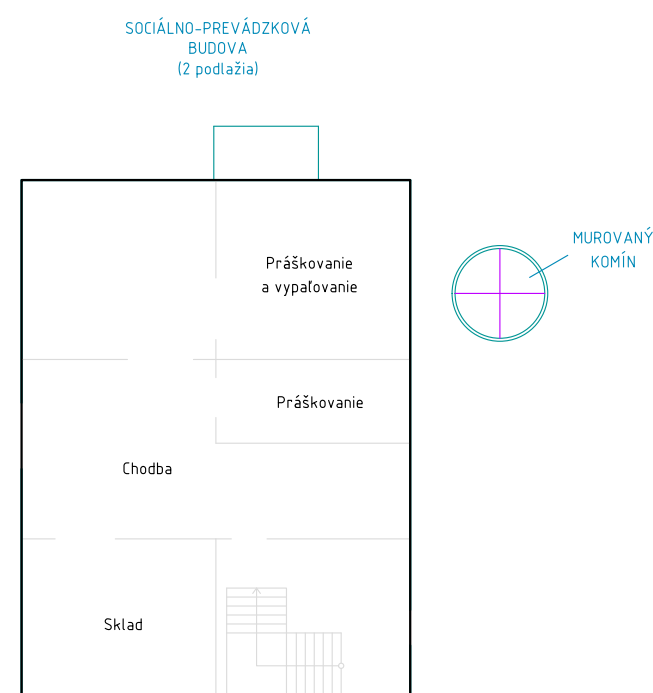 SOCIÁLNO-PREVÁDZKOVÁ
BUDOVA
(2 podlažia)
MUROVANÝ
KOMÍN
Práškovanie
a vypaľovanie
Práškovanie
Chodba
Sklad